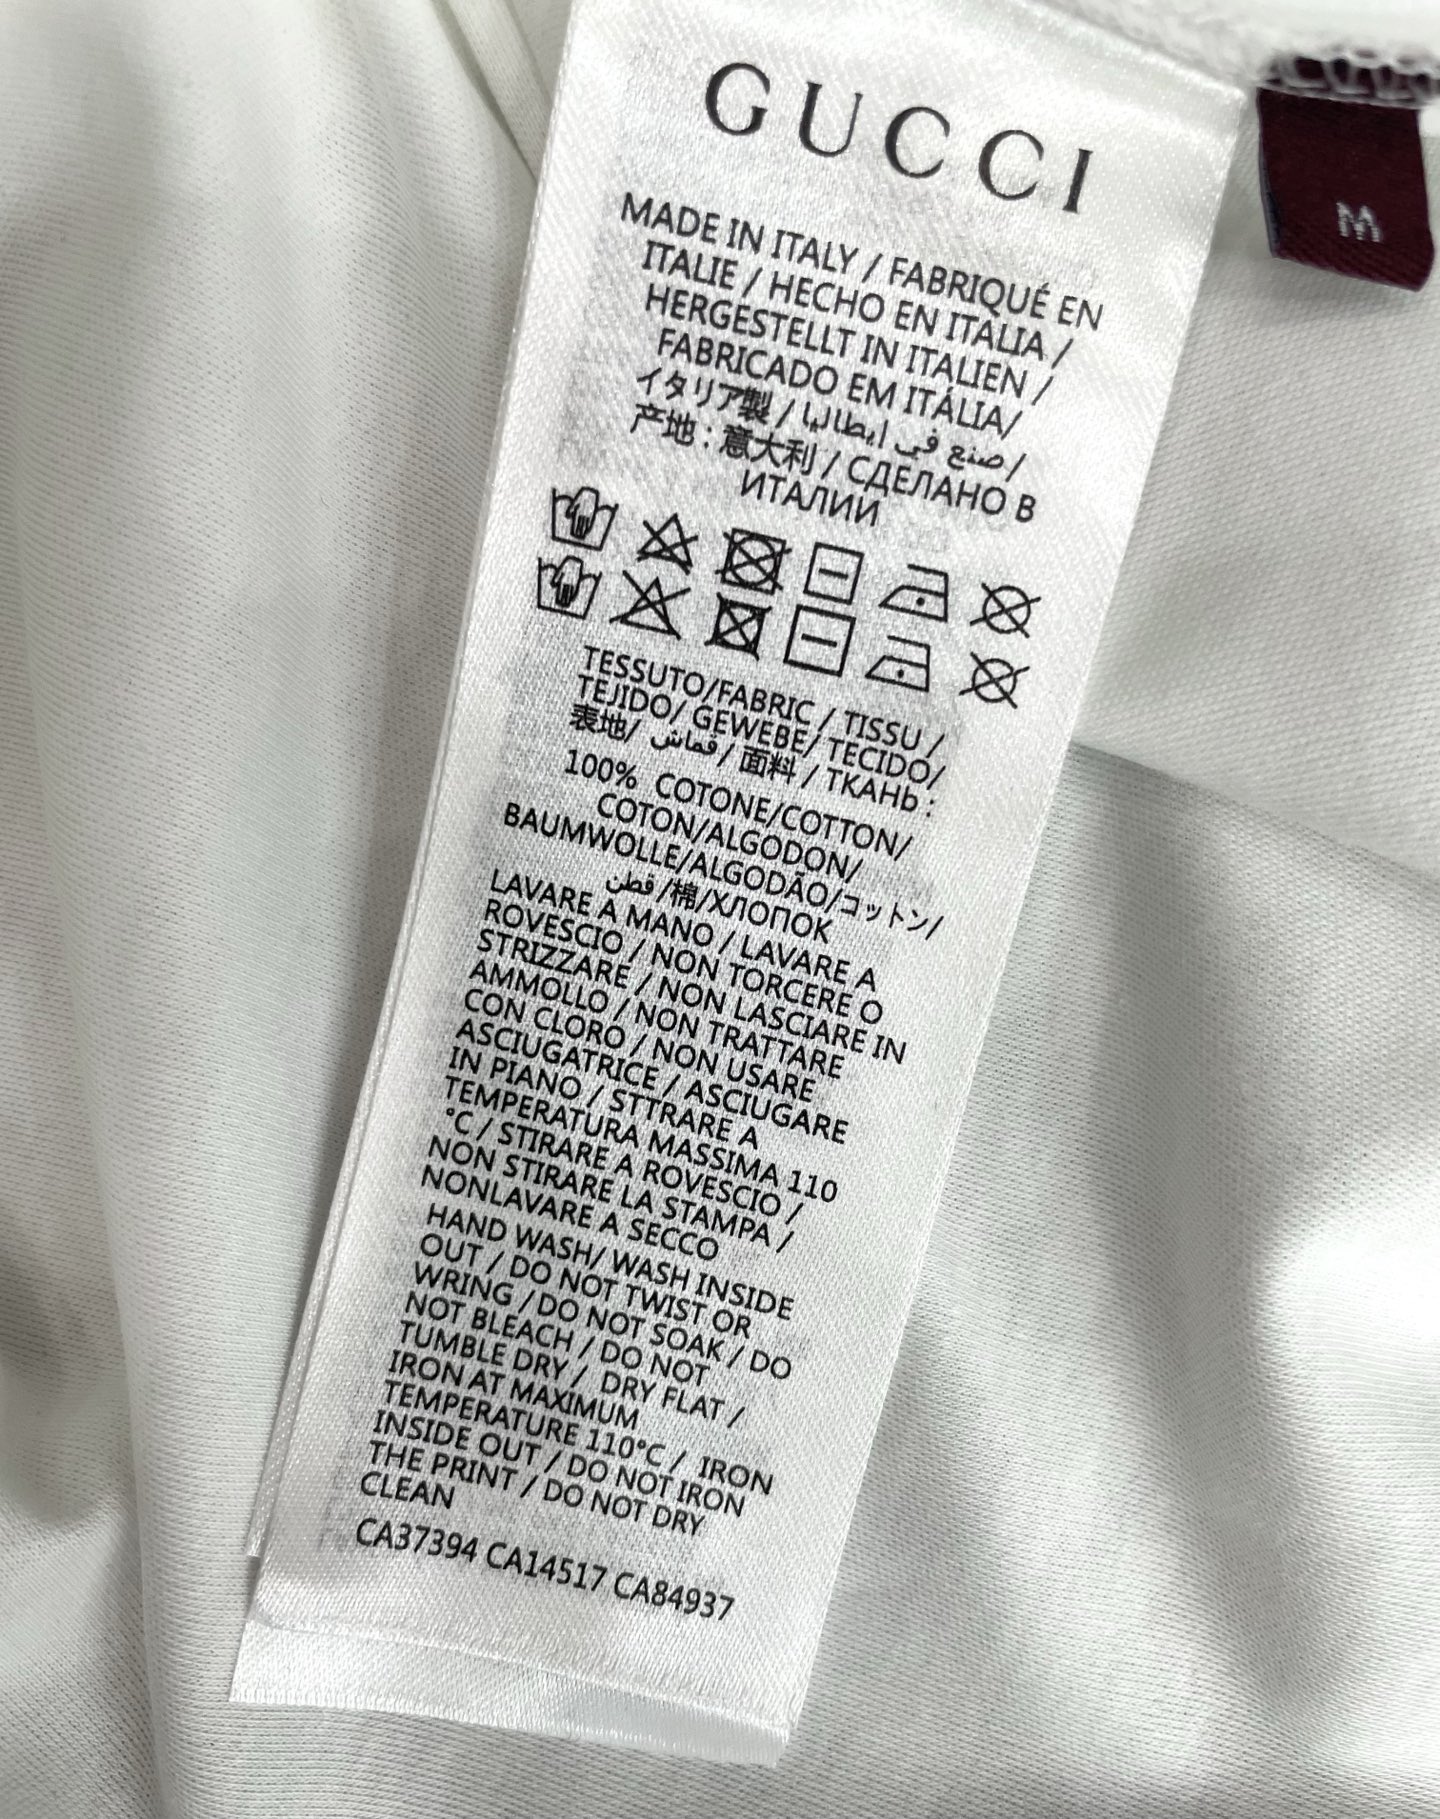 GUCCI
M
MADE IN ITALY / FABRIQUÉ EN
ITALIE / HECHO EN ITALIA /
HERGESTELLT IN ITALIEN /
FABRICADO EM ITÁLIA/
イタリア製 / صنع في ايطاليا /
产地 : 意大利 / СДЕЛАНО В
ИТАЛИИ
TESSUTO/FABRIC / TISSU /
TEJIDO/ GEWEBE/ TECIDO/
表地/ قماش / 面料 / ТКАНЬ :
100% COTONE/COTTON/
COTON/ALGODON/
BAUMWOLLE/ALGODÃO/コットン/
قطن /棉/ХЛОПОК
LAVARE A MANO / LAVARE A
ROVESCIO / NON TORCERE O
STRIZZARE / NON LASCIARE IN
AMMOLLO / NON TRATTARE
CON CLORO / NON USARE
ASCIUGATRICE / ASCIUGARE
IN PIANO / STTRARE A
TEMPERATURA MASSIMA 110
°C / STIRARE A ROVESCIO /
NON STIRARE LA STAMPA /
NONLAVARE A SECCO
HAND WASH/ WASH INSIDE
OUT / DO NOT TWIST OR
WRING /DO NOT SOAK / DO
NOT BLEACH / DO NOT
TUMBLE DRY / DRY FLAT /
IRON AT MAXIMUM
TEMPERATURE 110°C / IRON
INSIDE OUT / DO NOT IRON
THE PRINT / DO NOT DRY
CLEAN
CA37394 CA14517 CA84937